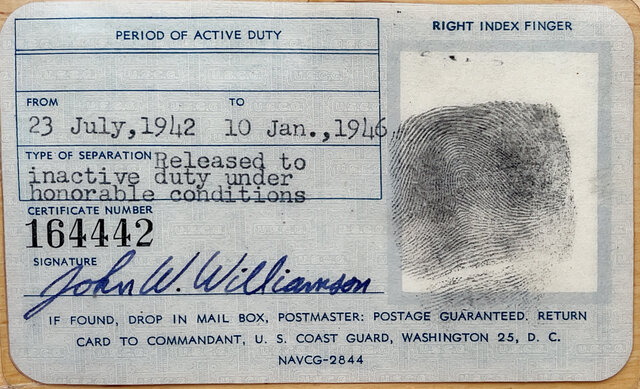 PERIOD OF ACTIVE DUTY
RIGHT INDEX FINGER
FROM TO
23 July,1942 10 Jan.,1946
TYPE OF SEPARATION Released to
inactive duty under
honorable conditions
CERTIFICATE NUMBER
164442
SIGNATURE
John W. Williamson
IF FOUND, DROP IN MAIL BOX, POSTMASTER: POSTAGE GUARANTEED. RETURN
CARD TO COMMANDANT, U. S. COAST GUARD, WASHINGTON 25, D. C.
NAVCG-2844